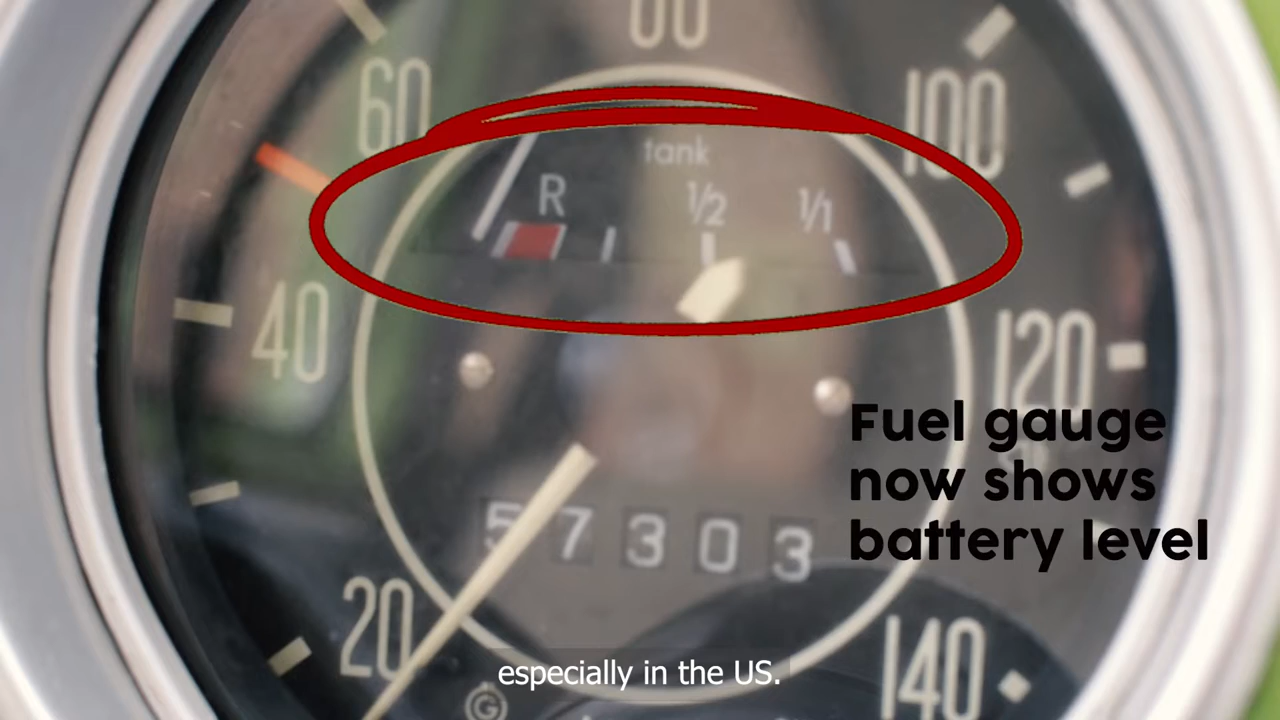 60
100
tank
R
1/2
1/1
40
120
Fuel gauge
now shows
battery level
57303
20
140
especially in the US.
G